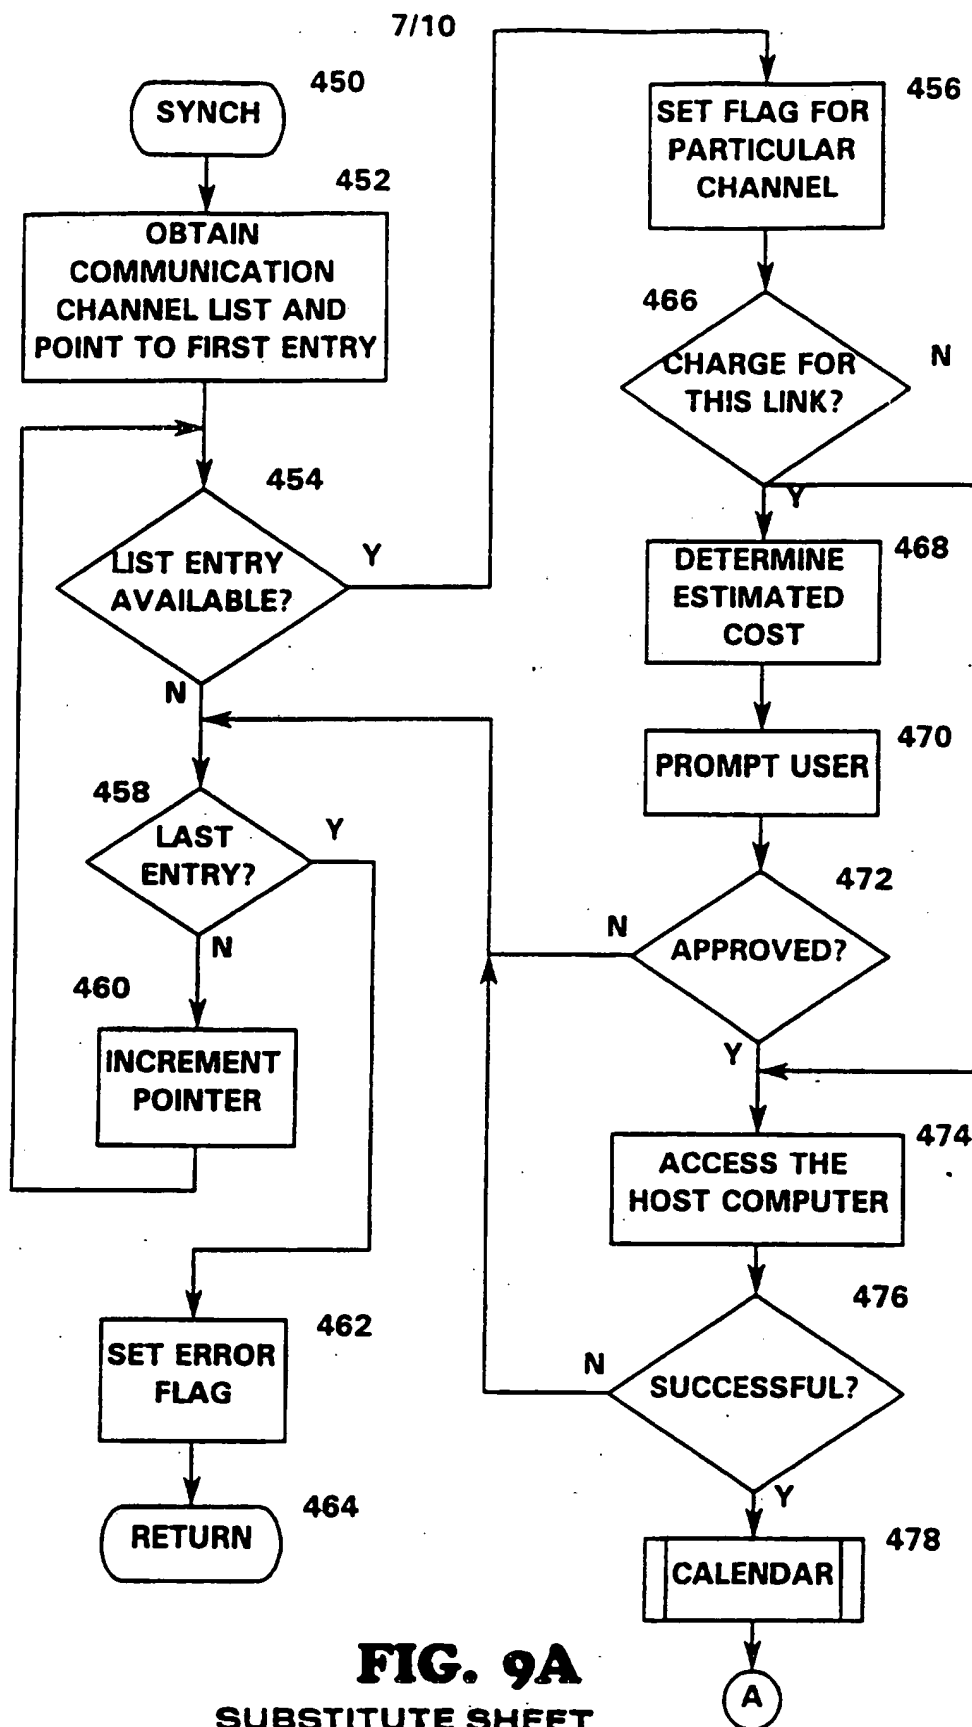 7/10
450
SYNCH
452
OBTAIN
COMMUNICATION
CHANNEL LIST AND
POINT TO FIRST ENTRY
454
LIST ENTRY
AVAILABLE?
Y
N
458
LAST
ENTRY?
Y
N
460
INCREMENT
POINTER
462
SET ERROR
FLAG
464
RETURN
456
SET FLAG FOR
PARTICULAR
CHANNEL
466
CHARGE FOR
THIS LINK?
N
Y
468
DETERMINE
ESTIMATED
COST
470
PROMPT USER
472
APPROVED?
N
Y
474
ACCESS THE
HOST COMPUTER
476
SUCCESSFUL?
N
Y
478
CALENDAR
A
FIG. 9A
SUBSTITUTE SHEET